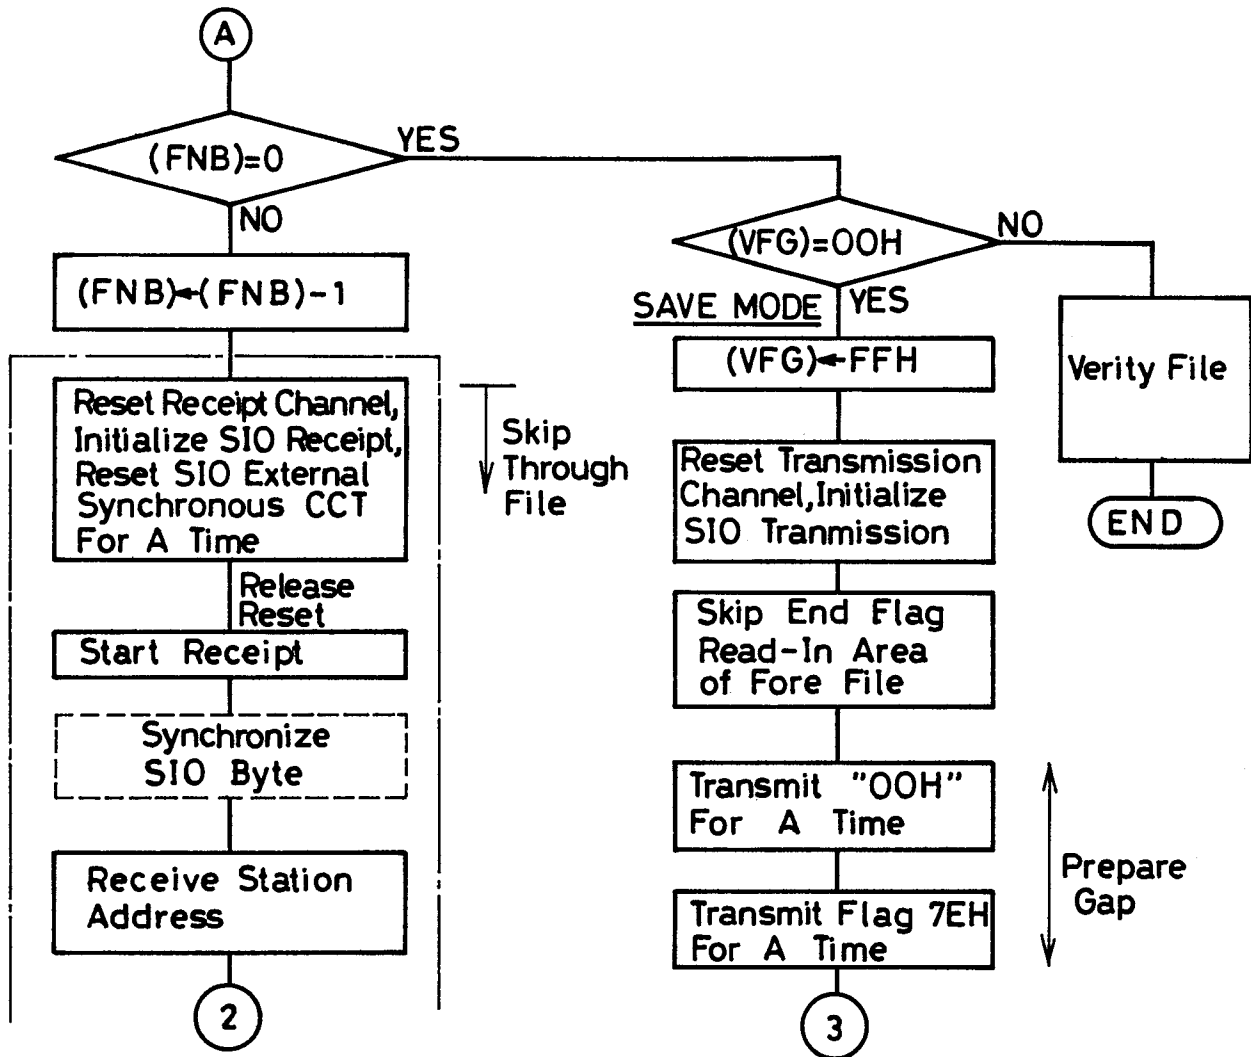 A
(FNB)=0
YES
NO
(FNB)←(FNB)-1
Reset Receipt Channel,
Initialize SIO Receipt,
Reset SIO External
Synchronous CCT
For A Time
Skip
Through
File
Release
Reset
Start Receipt
Synchronize
SIO Byte
Receive Station
Address
2
(VFG)=00H
NO
YES
SAVE MODE
(VFG)←FFH
Verity File
END
Reset Transmission
Channel,Initialize
SIO Tranmission
Skip End Flag
Read-In Area
of Fore File
Transmit "00H"
For A Time
Transmit Flag 7EH
For A Time
Prepare
Gap
3